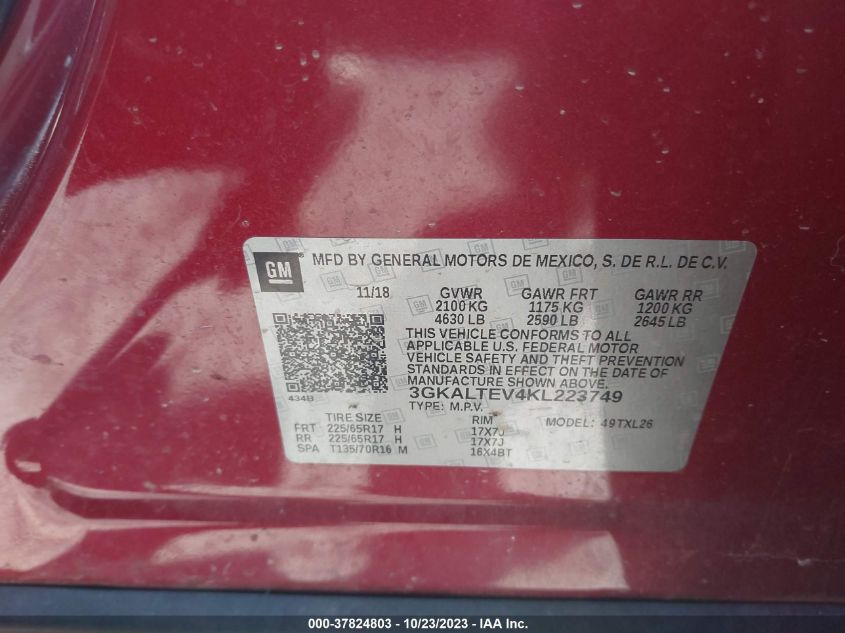 GM ® MFD BY GENERAL MOTORS DE MEXICO, S. DE R.L. DE C.V.
11/18 GVWR GAWR FRT GAWR RR
2100 KG 1175 KG 1200 KG
4630 LB 2590 LB 2645 LB
THIS VEHICLE CONFORMS TO ALL
APPLICABLE U.S. FEDERAL MOTOR
VEHICLE SAFETY AND THEFT PREVENTION
STANDARDS IN EFFECT ON THE DATE OF
MANUFACTURE SHOWN ABOVE.
434B 3GKALTEV4KL223749
TYPE: M.P.V. MODEL: 49TXL26
TIRE SIZE RIM
FRT 225/65R17 H 17X7J
RR 225/65R17 H 17X7J
SPA T135/70R16 M 16X4BT
000-37824803 - 10/23/2023 - IAA Inc.